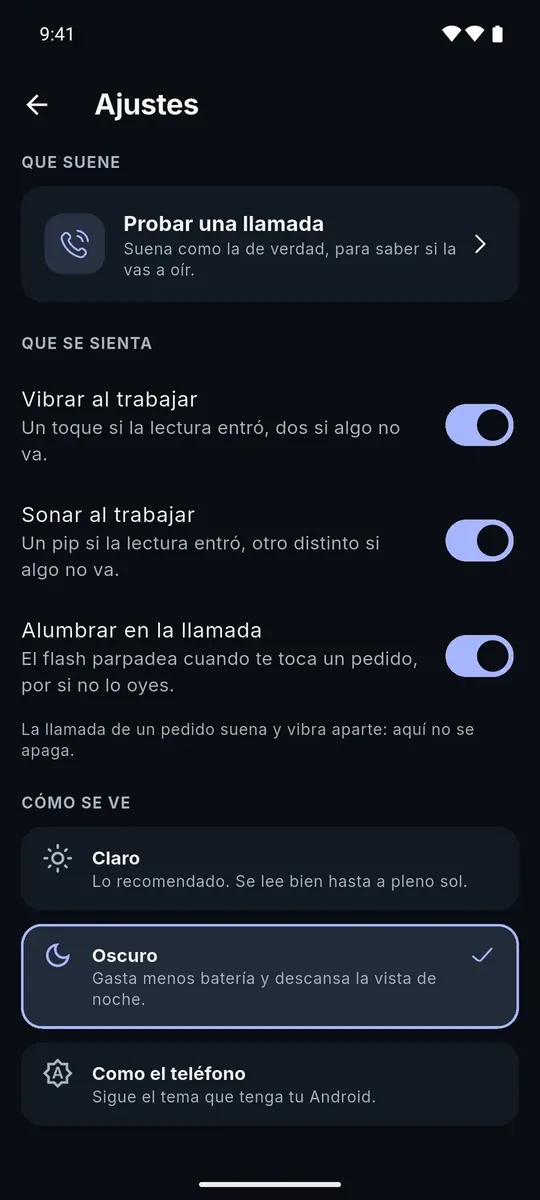 9:41
Ajustes
QUE SUENE
Probar una llamada
Suena como la de verdad, para saber si la
vas a oír.
QUE SE SIENTA
Vibrar al trabajar
Un toque si la lectura entró, dos si algo no
va.
Sonar al trabajar
Un pip si la lectura entró, otro distinto si
algo no va.
Alumbrar en la llamada
El flash parpadea cuando te toca un pedido,
por si no lo oyes.
La llamada de un pedido suena y vibra aparte: aquí no se
apaga.
CÓMO SE VE
Claro
Lo recomendado. Se lee bien hasta a pleno sol.
Oscuro
Gasta menos batería y descansa la vista de
noche.
A
Como el teléfono
Sigue el tema que tenga tu Android.